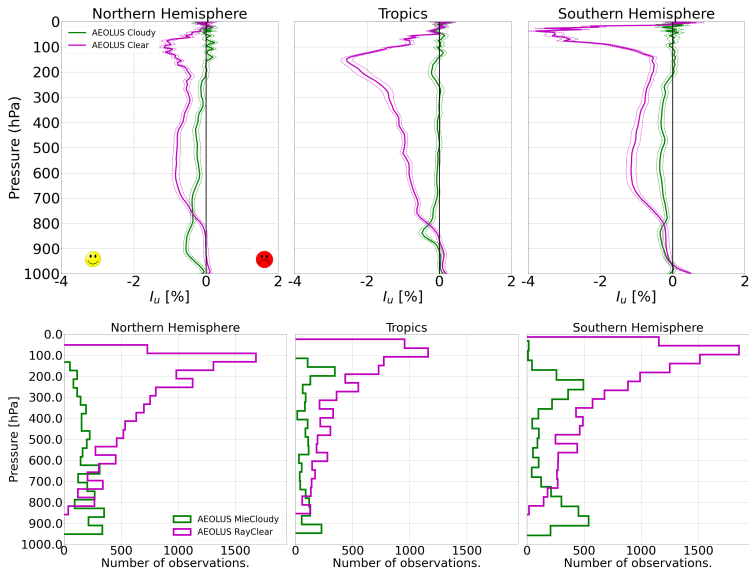 Northern Hemisphere Tropics Southern Hemisphere
0
100
200
300
400
500
600
700
800
900
1000
Pressure (hPa)
AEOLUS Cloudy
AEOLUS Clear
-4 -2 0 2 -4 -2 0 2 -4 -2 0 2
I_u [%] I_u [%] I_u [%]
Northern Hemisphere Tropics Southern Hemisphere
0.0
100.0
200.0
300.0
400.0
500.0
600.0
700.0
800.0
900.0
1000.0
Pressure [hPa]
AEOLUS MieCloudy
AEOLUS RayClear
0 500 1000 1500 0 500 1000 1500 0 500 1000 1500
Number of observations. Number of observations. Number of observations.